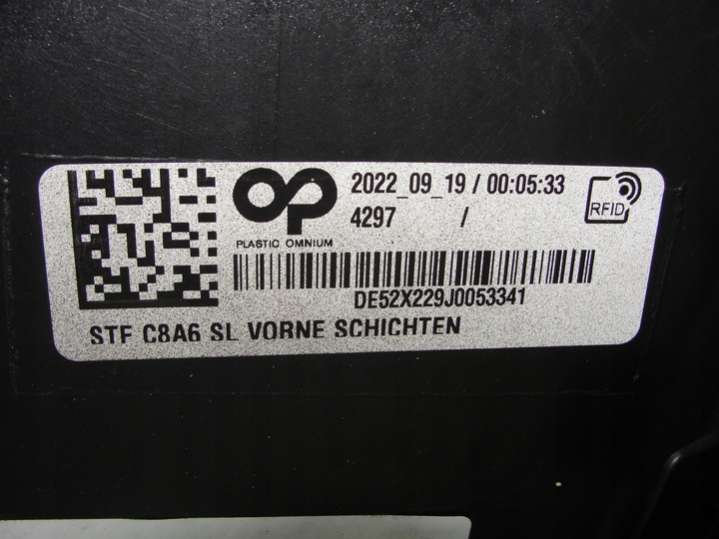 2022_09_19 / 00:05:33
4297 /
RFID
PLASTIC OMNIUM
DE52X229J0053341
STF C8A6 SL VORNE SCHICHTEN